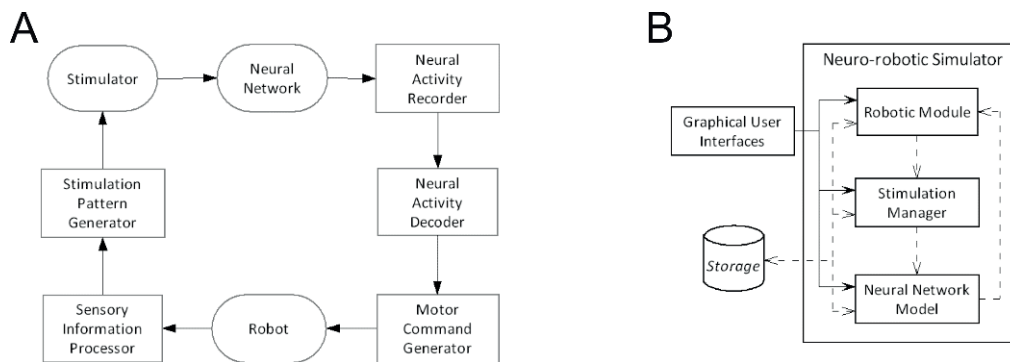 A
Stimulator
Neural
Network
Neural
Activity
Recorder
Stimulation
Pattern
Generator
Neural
Activity
Decoder
Sensory
Information
Processor
Robot
Motor
Command
Generator
B
Neuro-robotic Simulator
Graphical User
Interfaces
Robotic Module
Stimulation
Manager
Storage
Neural Network
Model